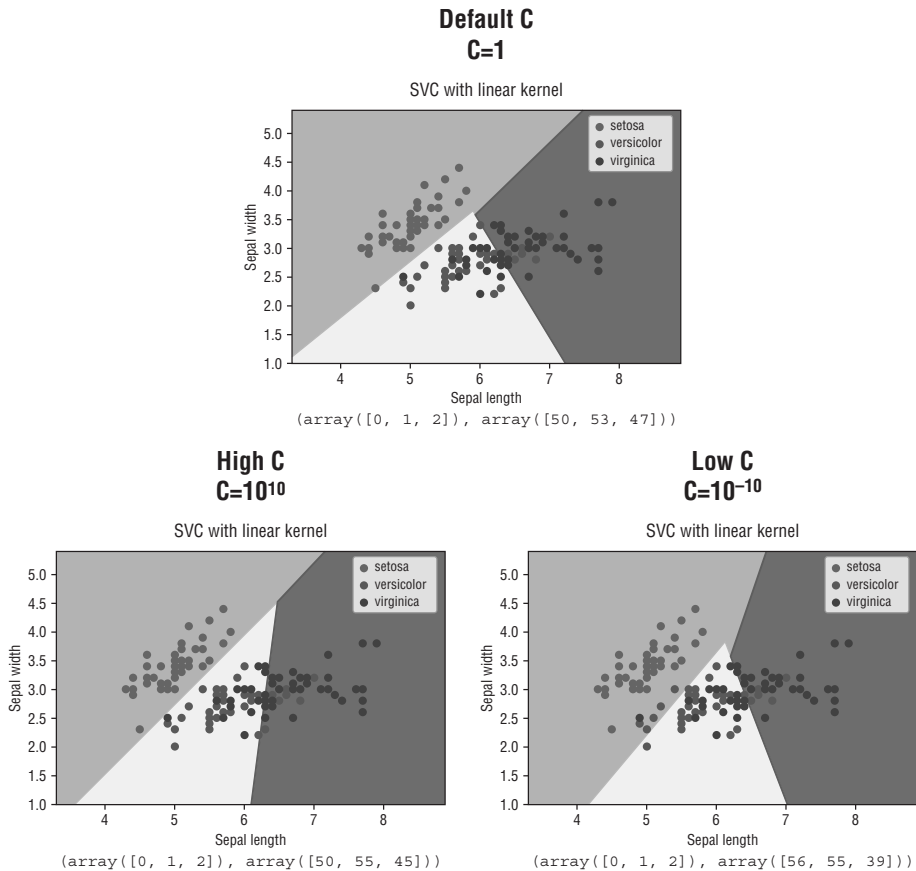 Default C
C=1
SVC with linear kernel
setosa
versicolor
virginica
5.0
4.5
4.0
3.5
3.0
2.5
2.0
1.5
1.0
Sepal width
4 5 6 7 8
Sepal length
(array([0, 1, 2]), array([50, 53, 47]))
High C
C=10¹⁰
SVC with linear kernel
setosa
versicolor
virginica
5.0
4.5
4.0
3.5
3.0
2.5
2.0
1.5
1.0
Sepal width
4 5 6 7 8
Sepal length
(array([0, 1, 2]), array([50, 55, 45]))
Low C
C=10⁻¹⁰
SVC with linear kernel
setosa
versicolor
virginica
5.0
4.5
4.0
3.5
3.0
2.5
2.0
1.5
1.0
Sepal width
4 5 6 7 8
Sepal length
(array([0, 1, 2]), array([56, 55, 39]))